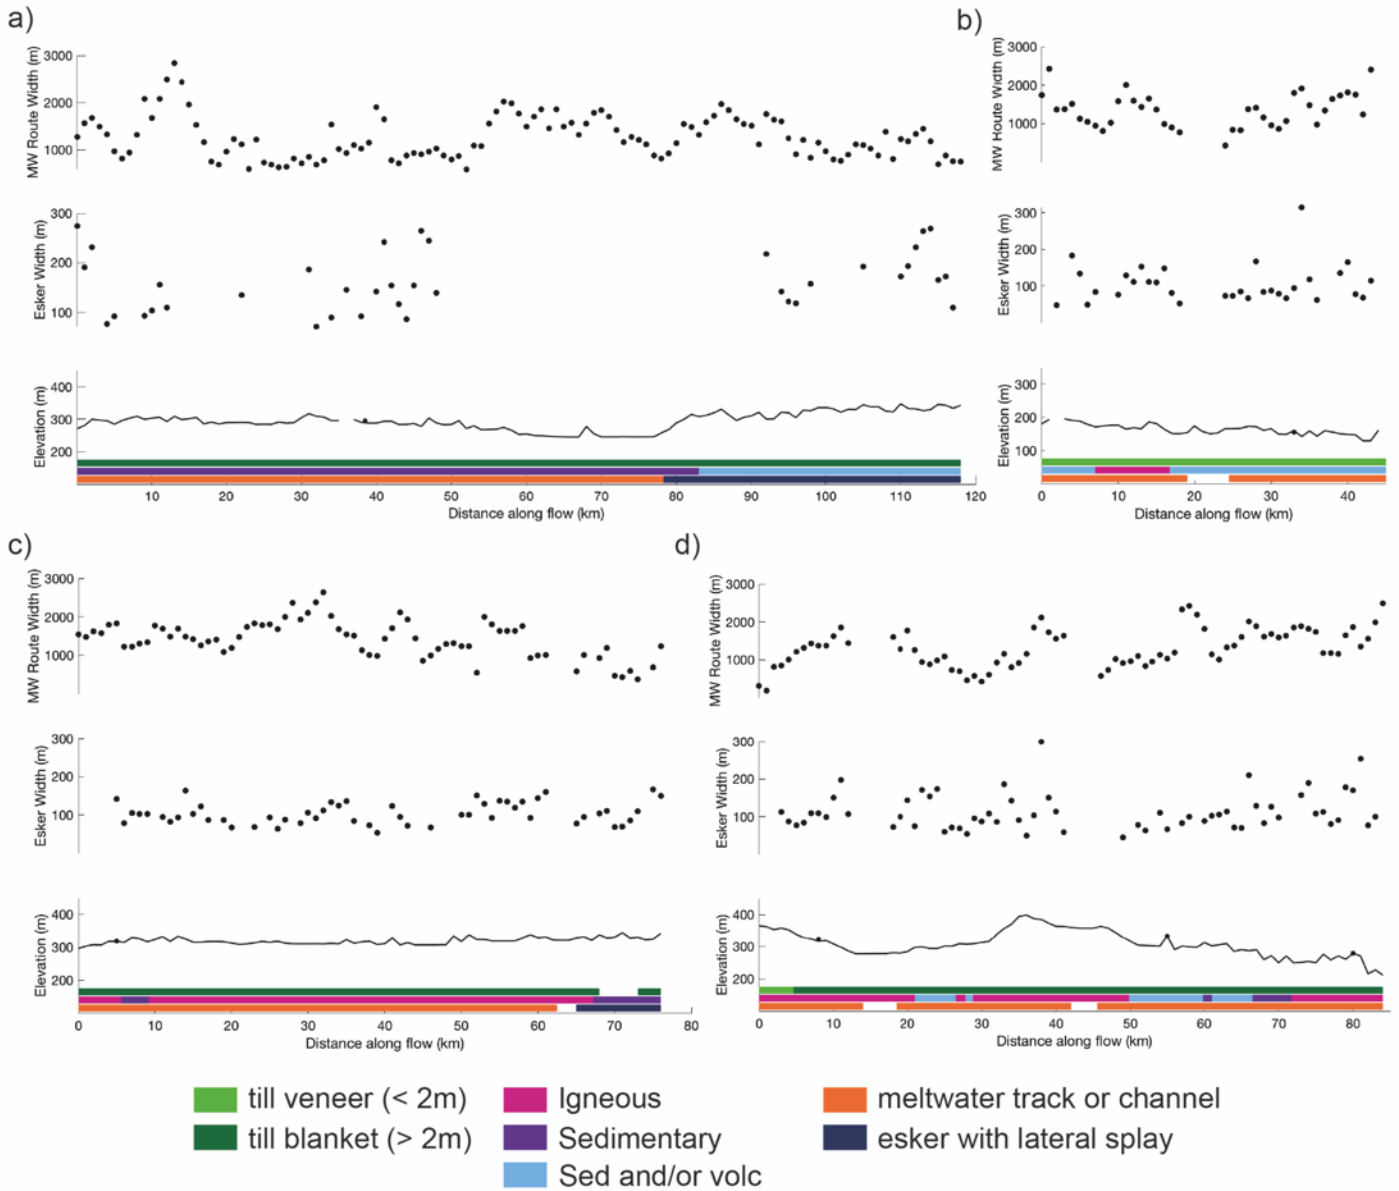 a)
MW Route Width (m)
3000
2000
1000
Esker Width (m)
300
200
100
Elevation (m)
400
300
200
10 20 30 40 50 60 70 80 90 100 110 120
Distance along flow (km)
b)
MW Route Width (m)
3000
2000
1000
Esker Width (m)
300
200
100
Elevation (m)
300
200
100
0 10 20 30 40
Distance along flow (km)
c)
MW Route Width (m)
3000
2000
1000
Esker Width (m)
300
200
100
Elevation (m)
400
300
200
0 10 20 30 40 50 60 70 80
Distance along flow (km)
d)
MW Route Width (m)
3000
2000
1000
Esker Width (m)
300
200
100
Elevation (m)
400
300
200
0 10 20 30 40 50 60 70 80
Distance along flow (km)
till veneer (< 2m)
till blanket (> 2m)
Igneous
Sedimentary
Sed and/or volc
meltwater track or channel
esker with lateral splay